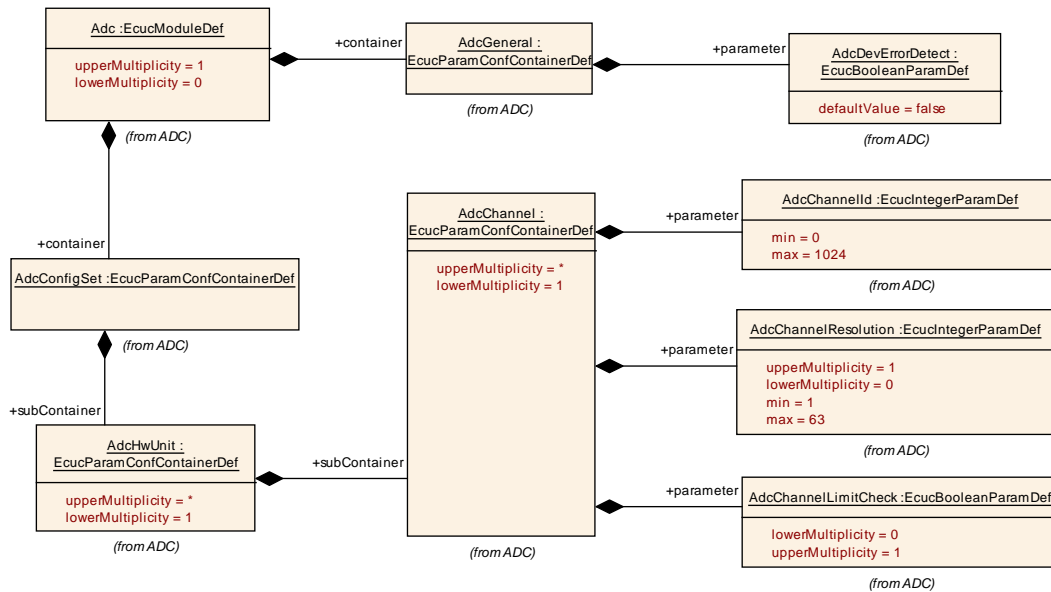 Adc :EcucModuleDef
upperMultiplicity = 1
lowerMultiplicity = 0
(from ADC)
+container
AdcGeneral :
EcucParamConfContainerDef
(from ADC)
+parameter
AdcDevErrorDetect :
EcucBooleanParamDef
defaultValue = false
(from ADC)
+container
AdcConfigSet :EcucParamConfContainerDef
(from ADC)
+subContainer
AdcHwUnit :
EcucParamConfContainerDef
upperMultiplicity = *
lowerMultiplicity = 1
(from ADC)
+subContainer
AdcChannel :
EcucParamConfContainerDef
upperMultiplicity = *
lowerMultiplicity = 1
(from ADC)
+parameter
AdcChannelId :EcucIntegerParamDef
min = 0
max = 1024
(from ADC)
+parameter
AdcChannelResolution :EcucIntegerParamDef
upperMultiplicity = 1
lowerMultiplicity = 0
min = 1
max = 63
(from ADC)
+parameter
AdcChannelLimitCheck :EcucBooleanParamDef
lowerMultiplicity = 0
upperMultiplicity = 1
(from ADC)